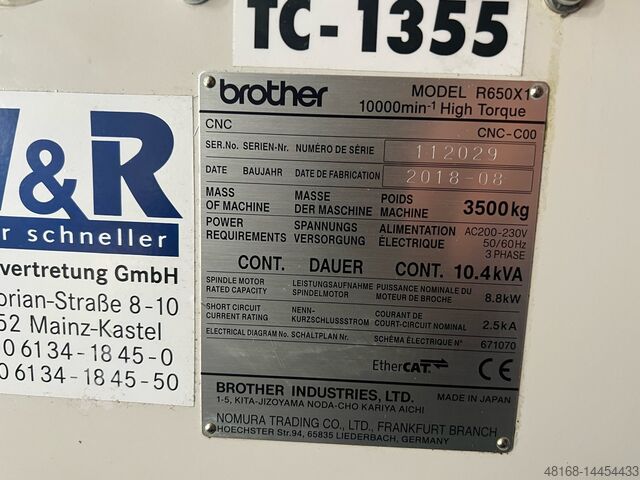 TC-1355
&R
r schneller
vertretung GmbH
orian-Straße 8-10
52 Mainz-Kastel
0 6134-1845-0
0 6134-1845-50
brother
MODEL R650X1
10000min-1 High Torque
CNC CNC-C00
SER.No. SERIEN-Nr. NUMÉRO DE SÉRIE 112029
DATE BAUJAHR DATE DE FABRICATION 2018-08
MASS MASSE POIDS
OF MACHINE DER MASCHINE MACHINE 3500kg
POWER SPANNUNGS ALIMENTATION AC200-230V
REQUIREMENTS VERSORGUNG ÉLECTRIQUE 50/60Hz
3 PHASE
CONT. DAUER CONT. 10.4kVA
SPINDLE MOTOR LEISTUNGSAUFNAHME PUISSANCE NOMINALE DU
RATED CAPACITY SPINDELMOTOR MOTEUR DE BROCHE 8.8kW
SHORT CIRCUIT NENN- COURANT DE
CURRENT RATING KURZSCHLUSSSTROM COURT-CIRCUIT NOMINAL 2.5kA
ELECTRICAL DIAGRAM No. SCHALTPLAN Nr. SCHÉMA ÉLECTRIQUE N° 671070
EtherCAT. CE
BROTHER INDUSTRIES, LTD. MADE IN JAPAN
1-5, KITA-JIZOYAMA NODA-CHO KARIYA AICHI
NOMURA TRADING CO., LTD., FRANKFURT BRANCH
HOECHSTER Str.94, 65835 LIEDERBACH, GERMANY
48168-14454433